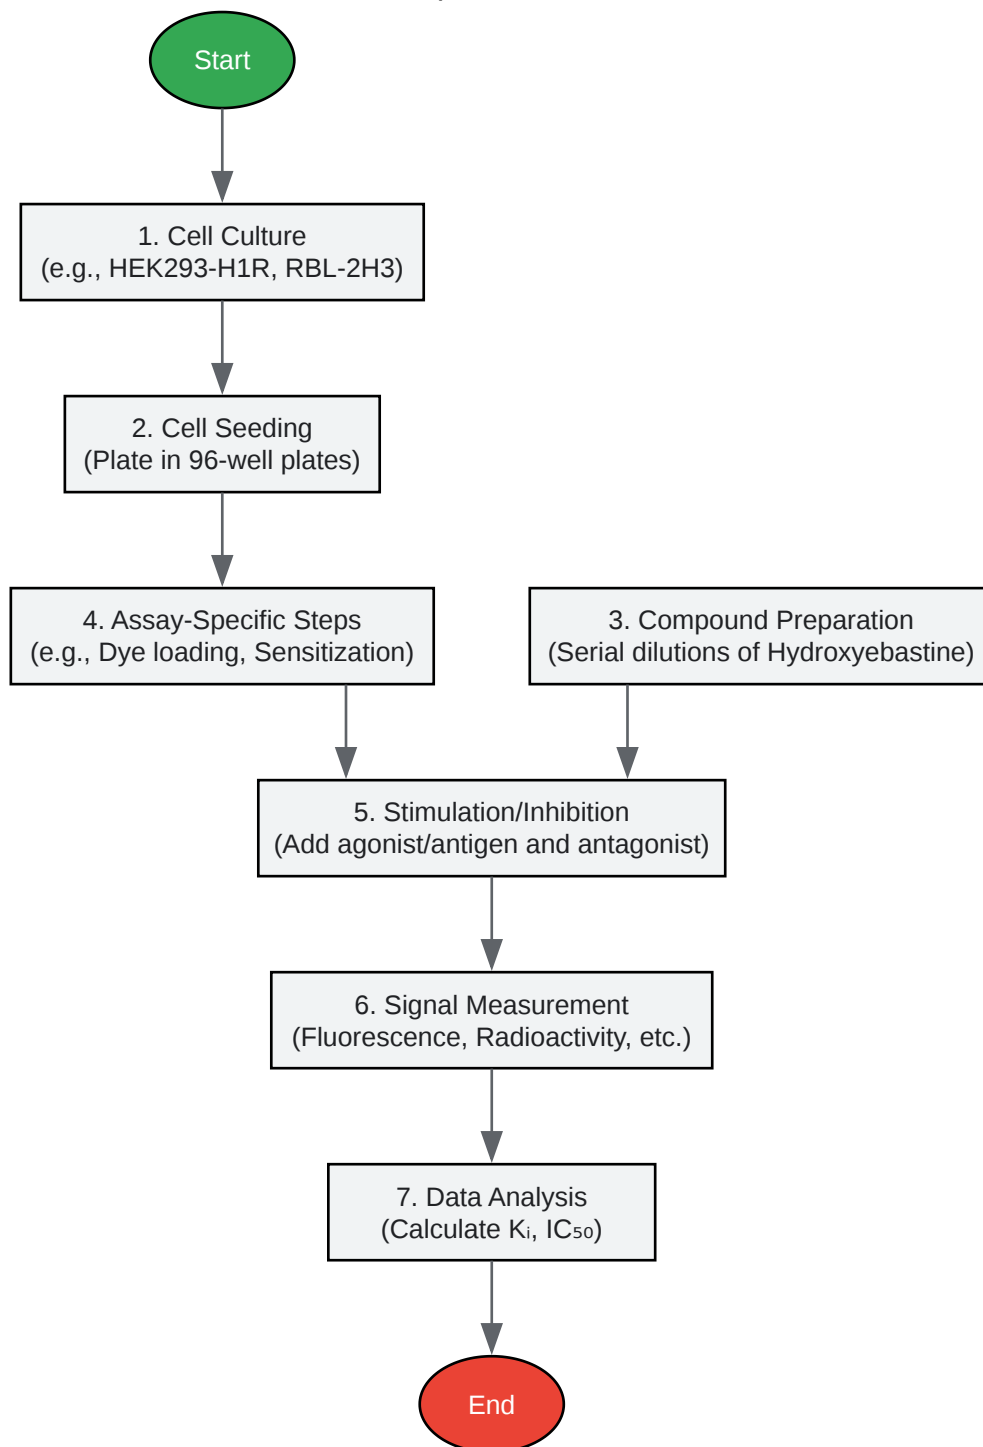 Start
1. Cell Culture
(e.g., HEK293-H1R, RBL-2H3)
2. Cell Seeding
(Plate in 96-well plates)
4. Assay-Specific Steps
(e.g., Dye loading, Sensitization)
3. Compound Preparation
(Serial dilutions of Hydroxyebastine)
5. Stimulation/Inhibition
(Add agonist/antigen and antagonist)
6. Signal Measurement
(Fluorescence, Radioactivity, etc.)
7. Data Analysis
(Calculate Kᵢ, IC₅₀)
End